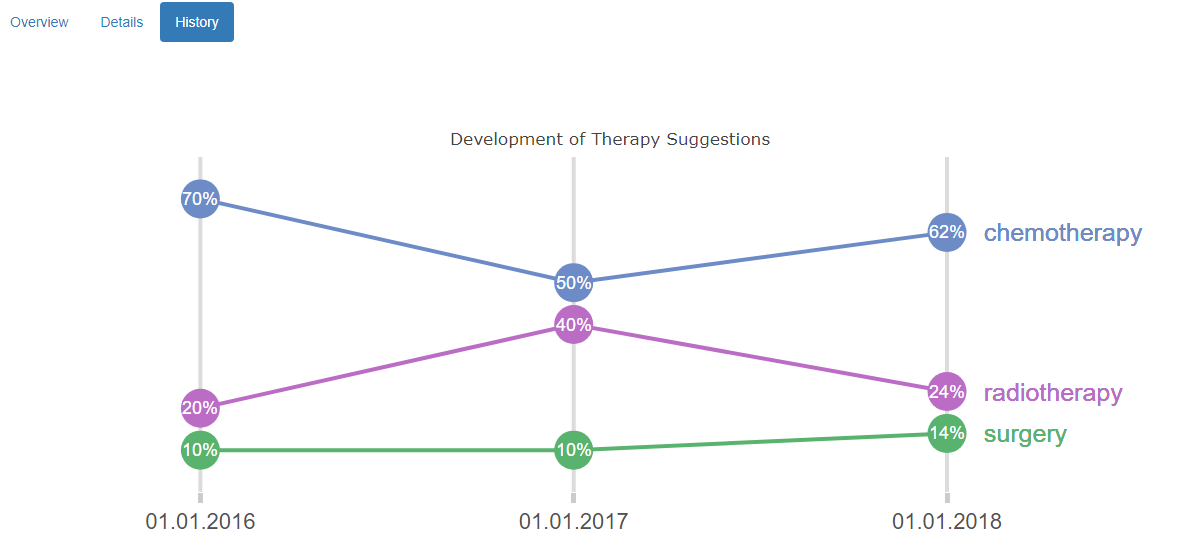 Overview Details History
Development of Therapy Suggestions
70%
62% chemotherapy
50%
40%
20%
24% radiotherapy
10%
10%
14% surgery
01.01.2016 01.01.2017 01.01.2018